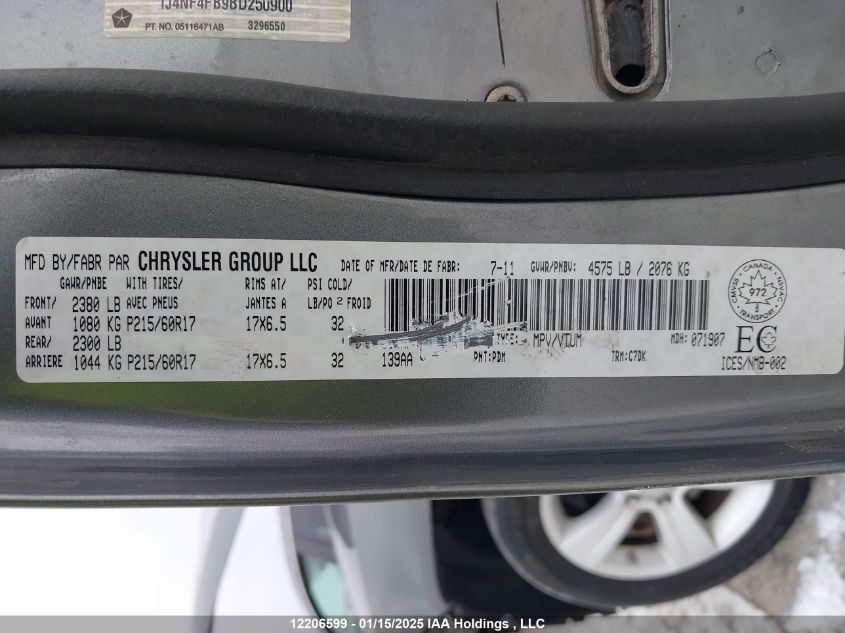 1J4NF4FB9BD250900
PT. NO. 05116471AB 3296550
MFD BY/FABR PAR CHRYSLER GROUP LLC DATE OF MFR/DATE DE FABR: 7-11 GVWR/PNBV: 4575 LB / 2076 KG
GAWR/PNBE WITH TIRES/ RIMS AT/ PSI COLD/
FRONT/ 2380 LB AVEC PNEUS JANTES A LB/PO 2 FROID
AVANT 1080 KG P215/60R17 17X6.5 32
REAR/ 2300 LB TYPE: MPV/VTUM MDH: 071907
ARRIERE 1044 KG P215/60R17 17X6.5 32 139AA PNT:PDM TRM:C7DK ICES/NMB-002
CANADA
CMVSS NSVAC
972
TRANSPORT
EC
12206599 - 01/15/2025 IAA Holdings , LLC